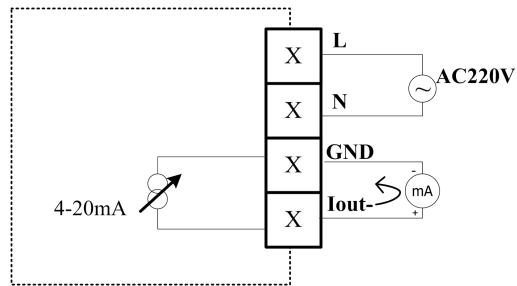 X L
AC220V
X N
X GND
-
mA
4-20mA
X Iout-
+